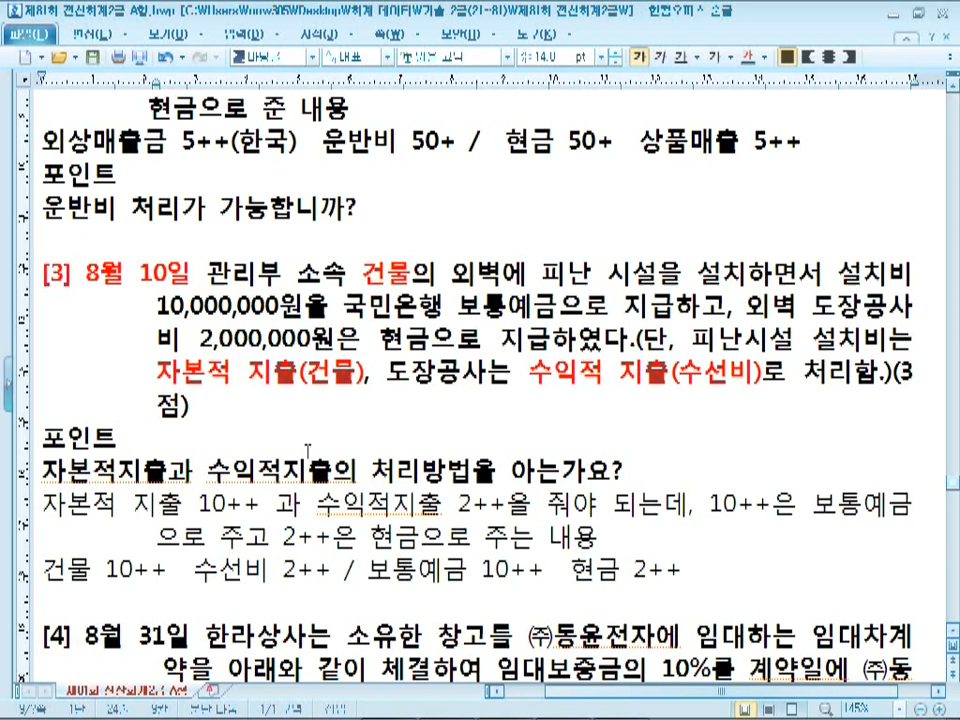 현금으로 준 내용
외상매출금 5++(한국) 운반비 50+ / 현금 50+ 상품매출 5++
포인트
운반비 처리가 가능합니까?
[3] 8월 10일 관리부 소속 건물의 외벽에 피난 시설을 설치하면서 설치비
10,000,000원을 국민은행 보통예금으로 지급하고, 외벽 도장공사
비 2,000,000원은 현금으로 지급하였다.(단, 피난시설 설치비는
자본적 지출(건물), 도장공사는 수익적 지출(수선비)로 처리함.)(3
점)
포인트
자본적지출과 수익적지출의 처리방법을 아는가요?
자본적 지출 10++ 과 수익적지출 2++을 줘야 되는데, 10++은 보통예금
으로 주고 2++은 현금으로 주는 내용
건물 10++ 수선비 2++ / 보통예금 10++ 현금 2++
[4] 8월 31일 한라상사는 소유한 창고를 ㈜동윤전자에 임대하는 임대차계
약을 아래와 같이 체결하여 임대보증금의 10%를 계약일에 ㈜동
145%